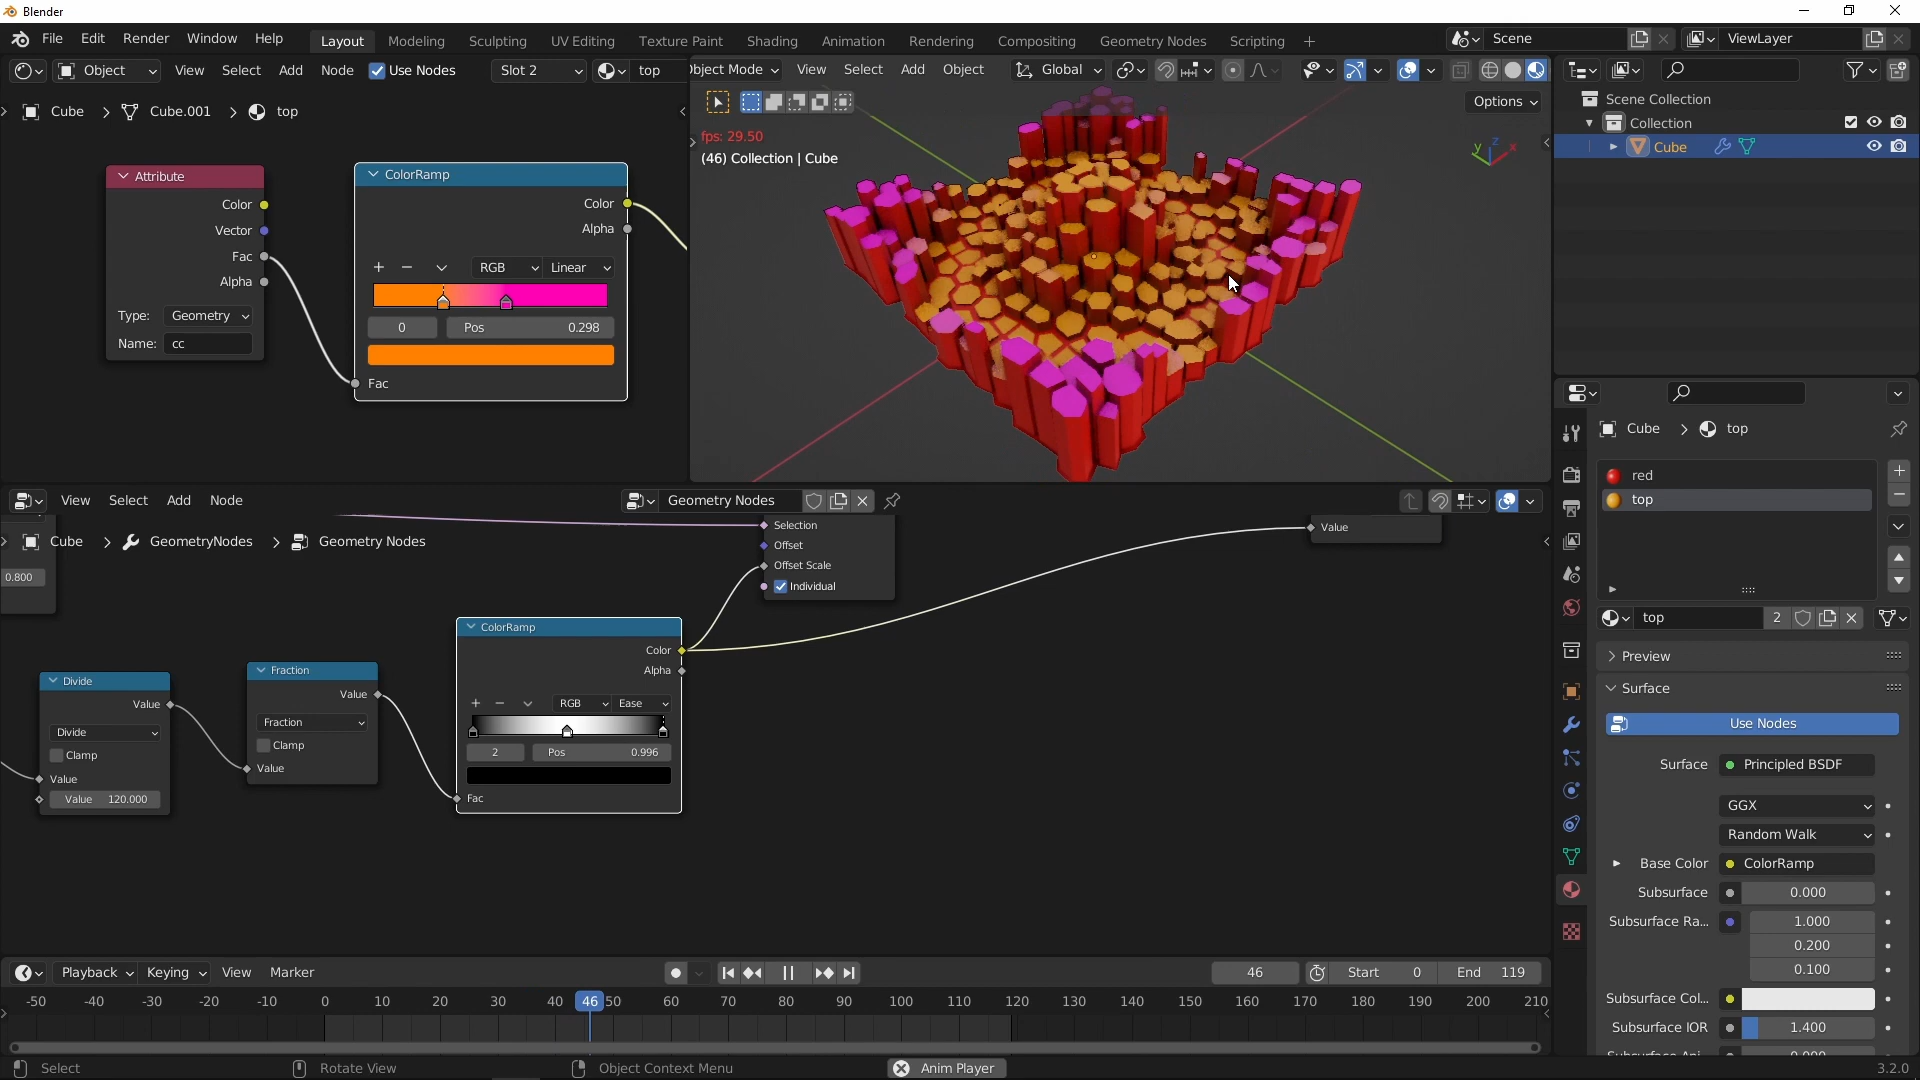 Blender
File Edit Render Window Help Layout Modeling Sculpting UV Editing Texture Paint Shading Animation Rendering Compositing Geometry Nodes Scripting + Scene ViewLayer
Object View Select Add Node Use Nodes Slot 2 top
bject Mode View Select Add Object Global
Options
Cube > Cube.001 > top
fps: 29.50
(46) Collection | Cube
Z
X
Y
Scene Collection
Collection
Cube
Attribute
Color
Vector
Fac
Alpha
Type: Geometry
Name: cc
ColorRamp
Color
Alpha
+ − RGB Linear
0 Pos 0.298
Fac
Cube > top
red
top
top 2
Preview
Surface
Use Nodes
Surface Principled BSDF
GGX
Random Walk
Base Color ColorRamp
Subsurface 0.000
Subsurface Ra... 1.000
0.200
0.100
Subsurface Col...
Subsurface IOR 1.400
View Select Add Node Geometry Nodes
Cube > GeometryNodes > Geometry Nodes
0.800
Selection
Offset
Offset Scale
Individual
Value
Divide
Value
Divide
Clamp
Value
Value 120.000
Fraction
Value
Fraction
Clamp
Value
ColorRamp
Color
Alpha
+ − RGB Ease
2 Pos 0.996
Fac
Playback Keying View Marker 46 Start 0 End 119
-50 -40 -30 -20 -10 0 10 20 30 40 46 50 60 70 80 90 100 110 120 130 140 150 160 170 180 190 200 210
Select Rotate View Object Context Menu Anim Player 3.2.0